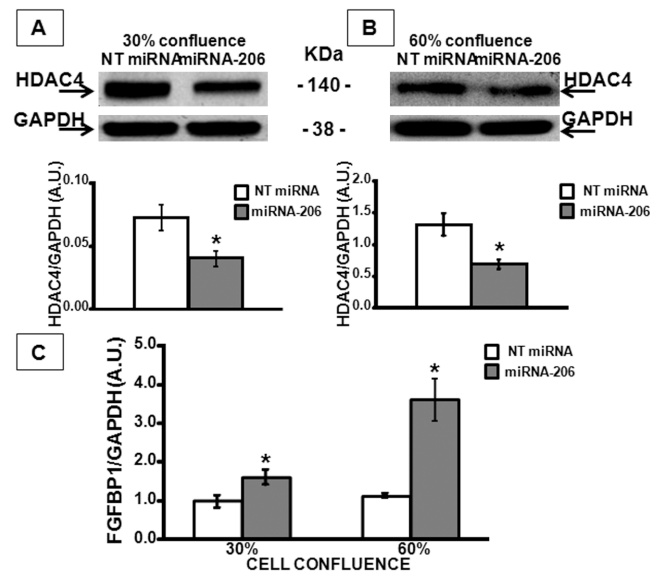 A
30% confluence
NT miRNA miRNA-206
KDa
B
60% confluence
NT miRNA miRNA-206
HDAC4
- 140 -
HDAC4
GAPDH
- 38 -
GAPDH
HDAC4/GAPDH (A.U.)
0.10
0.05
0.00
NT miRNA
miRNA-206
*
HDAC4/GAPDH (A.U.)
2.0
1.5
1.0
0.5
0.0
NT miRNA
miRNA-206
*
C
FGFBP1/GAPDH (A.U.)
5.0
4.0
3.0
2.0
1.0
0.0
NT miRNA
miRNA-206
*
*
30%
60%
CELL CONFLUENCE